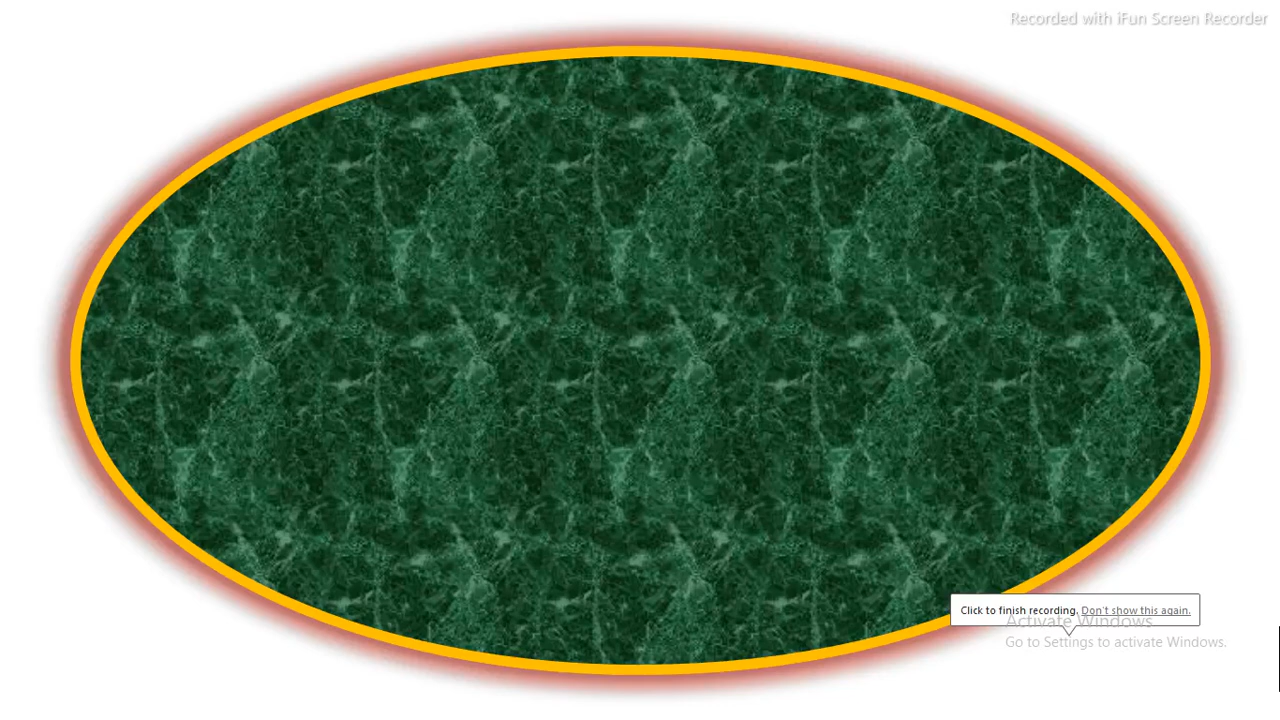 Recorded with iFun Screen Recorder
Click to finish recording. Don't show this again.
Activate Windows
Go to Settings to activate Windows.